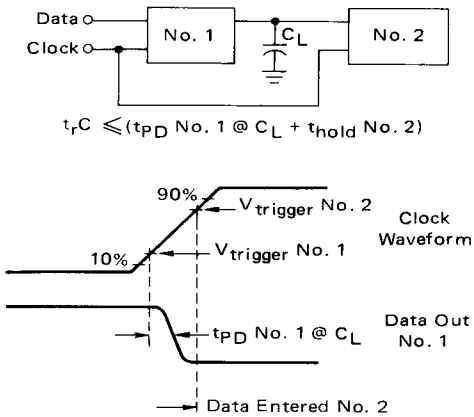 Data
Clock
No. 1
C_L
No. 2
t_rC ≤ (t_PD No. 1 @ C_L + t_hold No. 2)
90%
V_trigger No. 2
Clock
Waveform
10%
V_trigger No. 1
t_PD No. 1 @ C_L
Data Out
No. 1
Data Entered No. 2